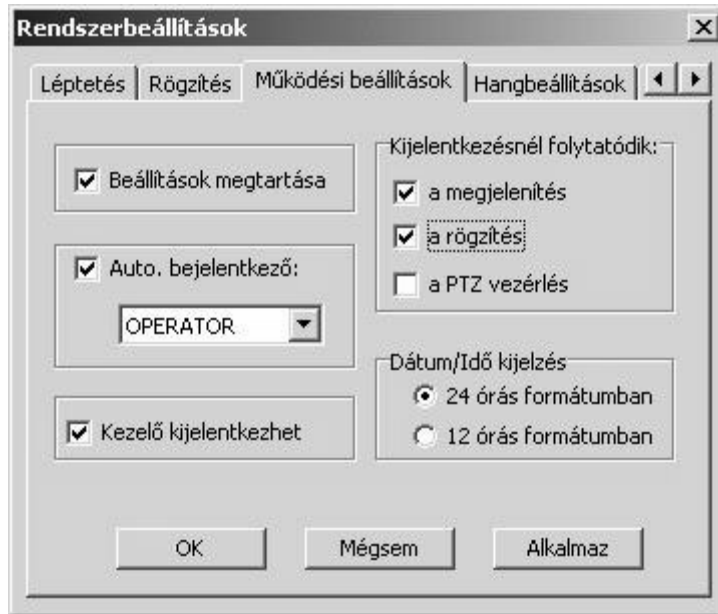 Rendszerbeállítások
Léptetés Rögzítés Működési beállítások Hangbeállítások
Beállítások megtartása
Auto. bejelentkező:
OPERATOR
Kezelő kijelentkezhet
Kijelentkezésnél folytatódik:
a megjelenítés
a rögzítés
a PTZ vezérlés
Dátum/Idő kijelzés
24 órás formátumban
12 órás formátumban
OK Mégsem Alkalmaz